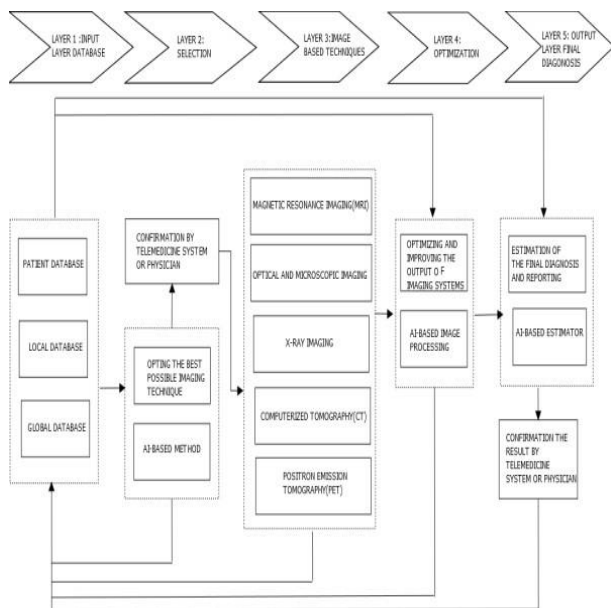 LAYER 1 :INPUT
LAYER DATABASE
LAYER 2:
SELECTION
LAYER 3:IMAGE
BASED TECHNIQUES
LAYER 4:
OPTIMIZATION
LAYER 5: OUTPUT
LAYER FINAL
DIAGONOSIS
PATIENT DATABASE
LOCAL DATABASE
GLOBAL DATABASE
CONFIRMATION BY
TELEMEDICINE SYSTEM
OR PHYSICIAN
OPTING THE BEST
POSSIBLE IMAGING
TECHNIQUE
AI-BASED METHOD
MAGNETIC RESONANCE IMAGING(MRI)
OPTICAL AND MICROSCOPIC IMAGING
X-RAY IMAGING
COMPUTERIZED TOMOGRAPHY(CT)
POSITRON EMISSION
TOMOGRAPHY(PET)
OPTIMIZING AND
IMPROVING THE
OUTPUT O F
IMAGING SYSTEMS
AI-BASED IMAGE
PROCESSING
ESTIMATION OF
THE FINAL DIAGNOSIS
AND REPORTING
AI-BASED ESTIMATOR
CONFIRMATION THE
RESULT BY
TELEMEDICINE
SYSTEM OR PHYSICIAN